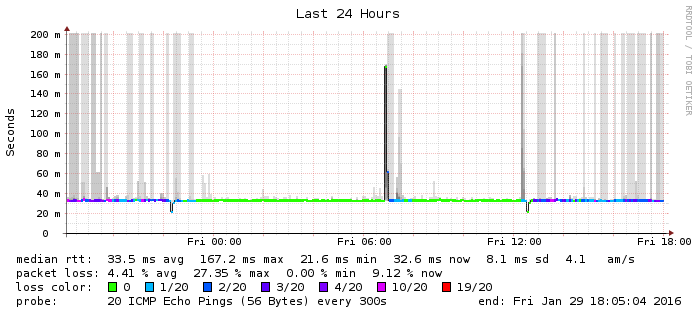 Last 24 Hours
RRDTOOL / TOBI OETIKER
Seconds
200 m
180 m
160 m
140 m
120 m
100 m
80 m
60 m
40 m
20 m
0
Fri 00:00 Fri 06:00 Fri 12:00 Fri 18:00
median rtt: 33.5 ms avg 167.2 ms max 21.6 ms min 32.6 ms now 8.1 ms sd 4.1 am/s
packet loss: 4.41 % avg 27.35 % max 0.00 % min 9.12 % now
loss color: 0 1/20 2/20 3/20 4/20 10/20 19/20
probe: 20 ICMP Echo Pings (56 Bytes) every 300s end: Fri Jan 29 18:05:04 2016